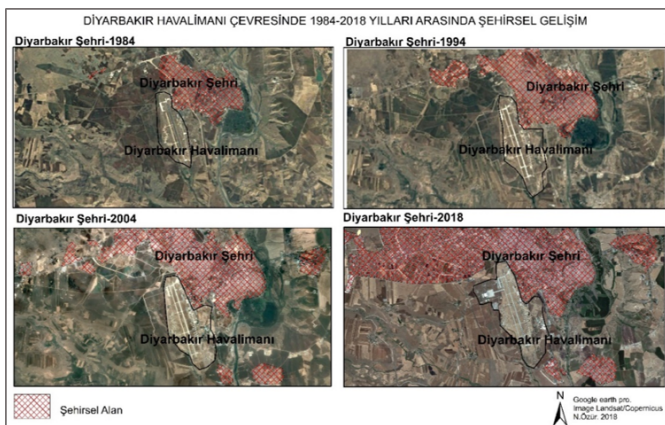 DİYARBAKIR HAVALİMANI ÇEVRESİNDE 1984-2018 YILLARI ARASINDA ŞEHİRSEL GELİŞİM
Diyarbakır Şehri-1984
Diyarbakır Şehri
Diyarbakır Havalimanı
Diyarbakır Şehri-1994
Diyarbakır Şehri
Diyarbakır Havalimanı
Diyarbakır Şehri-2004
Diyarbakır Şehri
Diyarbakır Havalimanı
Diyarbakır Şehri-2018
Diyarbakır Şehri
Diyarbakır Havalimanı
Şehirsel Alan
N
Google earth pro.
Image Landsat/Copernicus
N.Özür. 2018